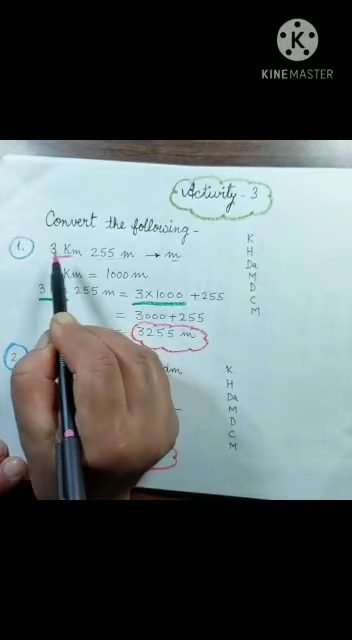 K
KINEMASTER
Activity-3
Convert the following-
1. 3 Km 255 m → m
Km = 1000 m
3 255 m = 3×1000 + 255
= 3000 + 255
= 3255 m
K
H
Da
M
D
C
M
2. dm
K
H
Da
M
D
C
M